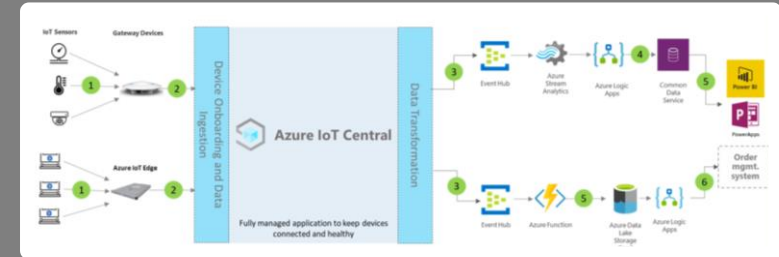 IoT Sensors
Gateway Devices
1
2
Azure IoT Edge
1
2
Device Onboarding and Data
Ingestion
Azure IoT Central
Fully managed application to keep devices
connected and healthy
Data Transformation
3
Event Hub
Azure
Stream
Analytics
Azure Logic
Apps
4
Common
Data
Service
5
Power BI
PowerApps
3
Event Hub
Azure Function
5
Azure Data
Lake
Storage
Azure Logic
Apps
6
Order
mgmt.
system